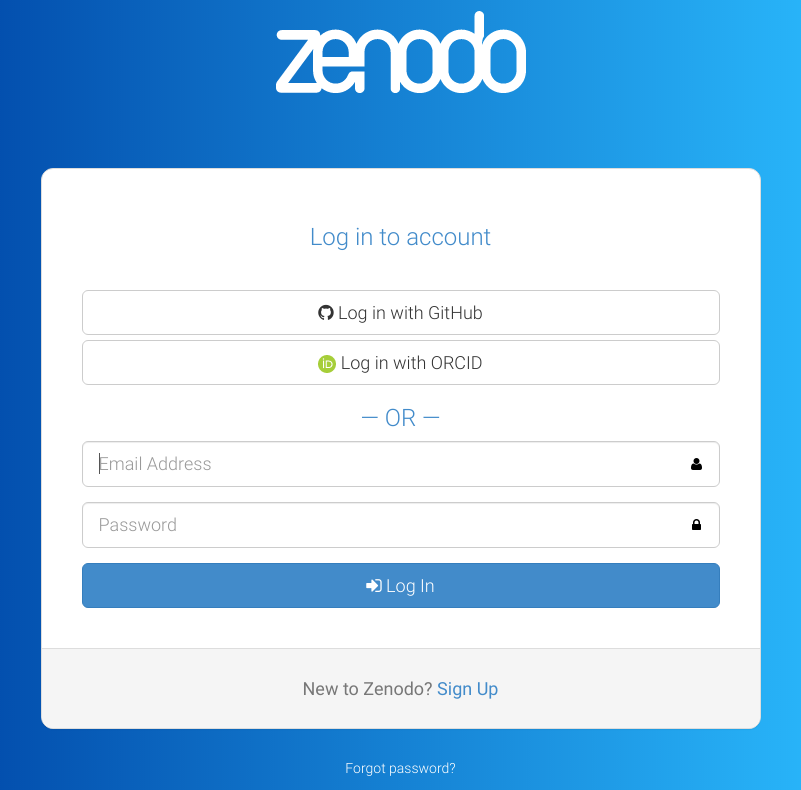 zenodo
Log in to account
Log in with GitHub
iD Log in with ORCID
— OR —
Email Address
Password
Log In
New to Zenodo? Sign Up
Forgot password?